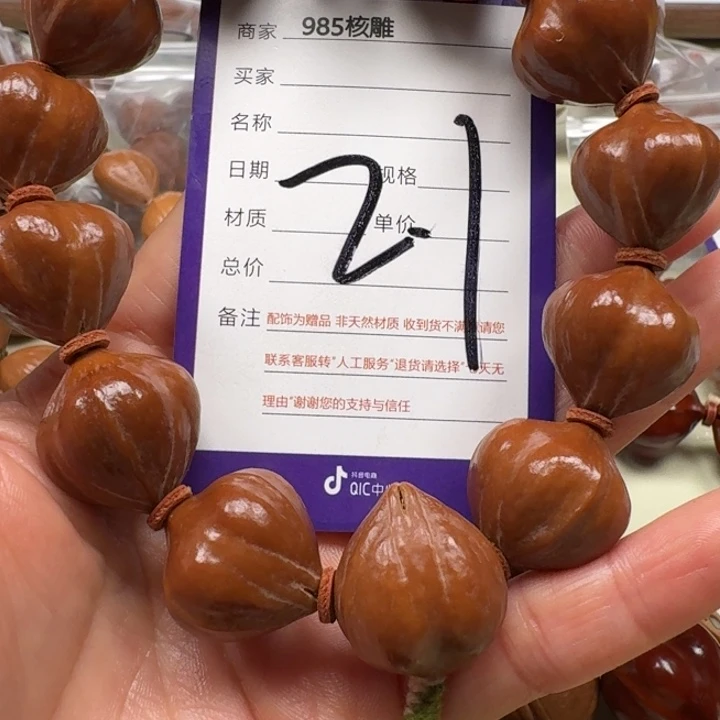 商家 985核雕
买家
名称
日期 规格
材质 单价
总价
21
备注 配饰为赠品 非天然材质 收到货不满 请您
联系客服转"人工服务"退货请选择" 天无
理由"谢谢您的支持与信任
抖音电商
QIC中